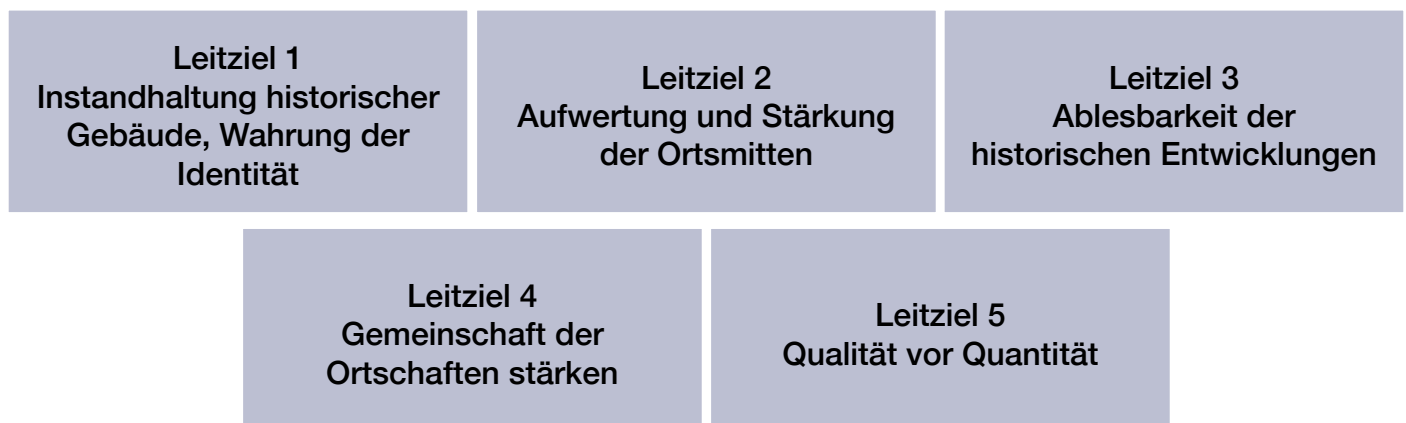 Leitziel 1
Instandhaltung historischer
Gebäude, Wahrung der
Identität
Leitziel 2
Aufwertung und Stärkung
der Ortsmitten
Leitziel 3
Ablesbarkeit der
historischen Entwicklungen
Leitziel 4
Gemeinschaft der
Ortschaften stärken
Leitziel 5
Qualität vor Quantität